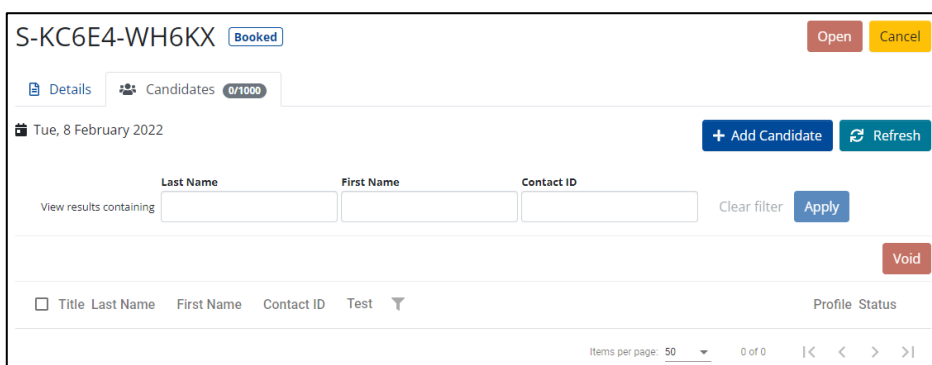 S-KC6E4-WH6KX Booked Open Cancel
Details Candidates 0/1000
Tue, 8 February 2022 + Add Candidate Refresh
Last Name First Name Contact ID
View results containing Clear filter Apply
Void
Title Last Name First Name Contact ID Test Profile Status
Items per page: 50 0 of 0